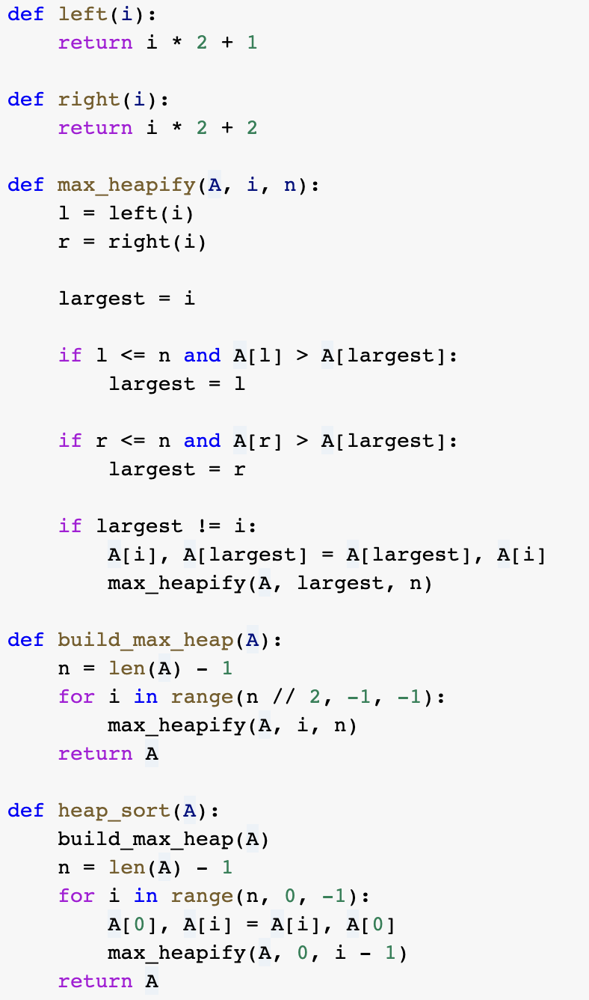 def left(i):
    return i * 2 + 1

def right(i):
    return i * 2 + 2

def max_heapify(A, i, n):
    l = left(i)
    r = right(i)

    largest = i

    if l <= n and A[l] > A[largest]:
        largest = l

    if r <= n and A[r] > A[largest]:
        largest = r

    if largest != i:
        A[i], A[largest] = A[largest], A[i]
        max_heapify(A, largest, n)

def build_max_heap(A):
    n = len(A) - 1
    for i in range(n // 2, -1, -1):
        max_heapify(A, i, n)
    return A

def heap_sort(A):
    build_max_heap(A)
    n = len(A) - 1
    for i in range(n, 0, -1):
        A[0], A[i] = A[i], A[0]
        max_heapify(A, 0, i - 1)
    return A